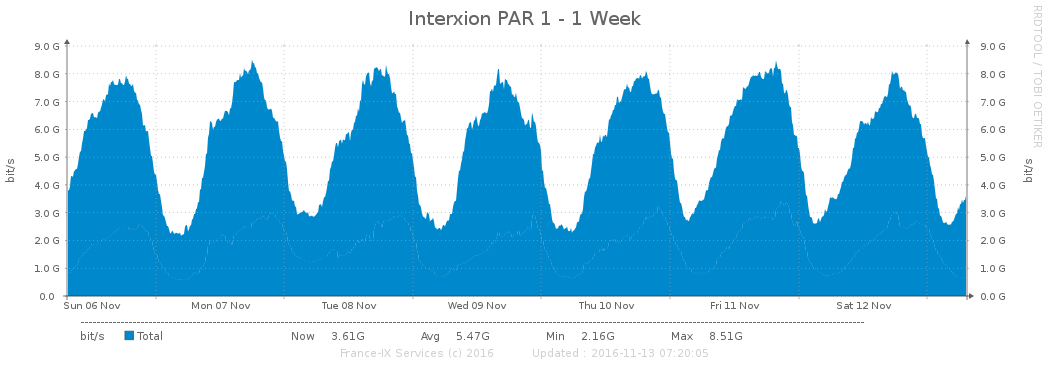 Interxion PAR 1 - 1 Week
RRDTOOL / TOBI OETIKER
9.0 G 9.0 G
8.0 G 8.0 G
7.0 G 7.0 G
6.0 G 6.0 G
5.0 G 5.0 G
4.0 G 4.0 G
3.0 G 3.0 G
2.0 G 2.0 G
1.0 G 1.0 G
0.0 0.0 G
bit/s
bit/s
Sun 06 Nov Mon 07 Nov Tue 08 Nov Wed 09 Nov Thu 10 Nov Fri 11 Nov Sat 12 Nov
bit/s Total Now 3.61G Avg 5.47G Min 2.16G Max 8.51G
France-IX Services (c) 2016 Updated : 2016-11-13 07:20:05